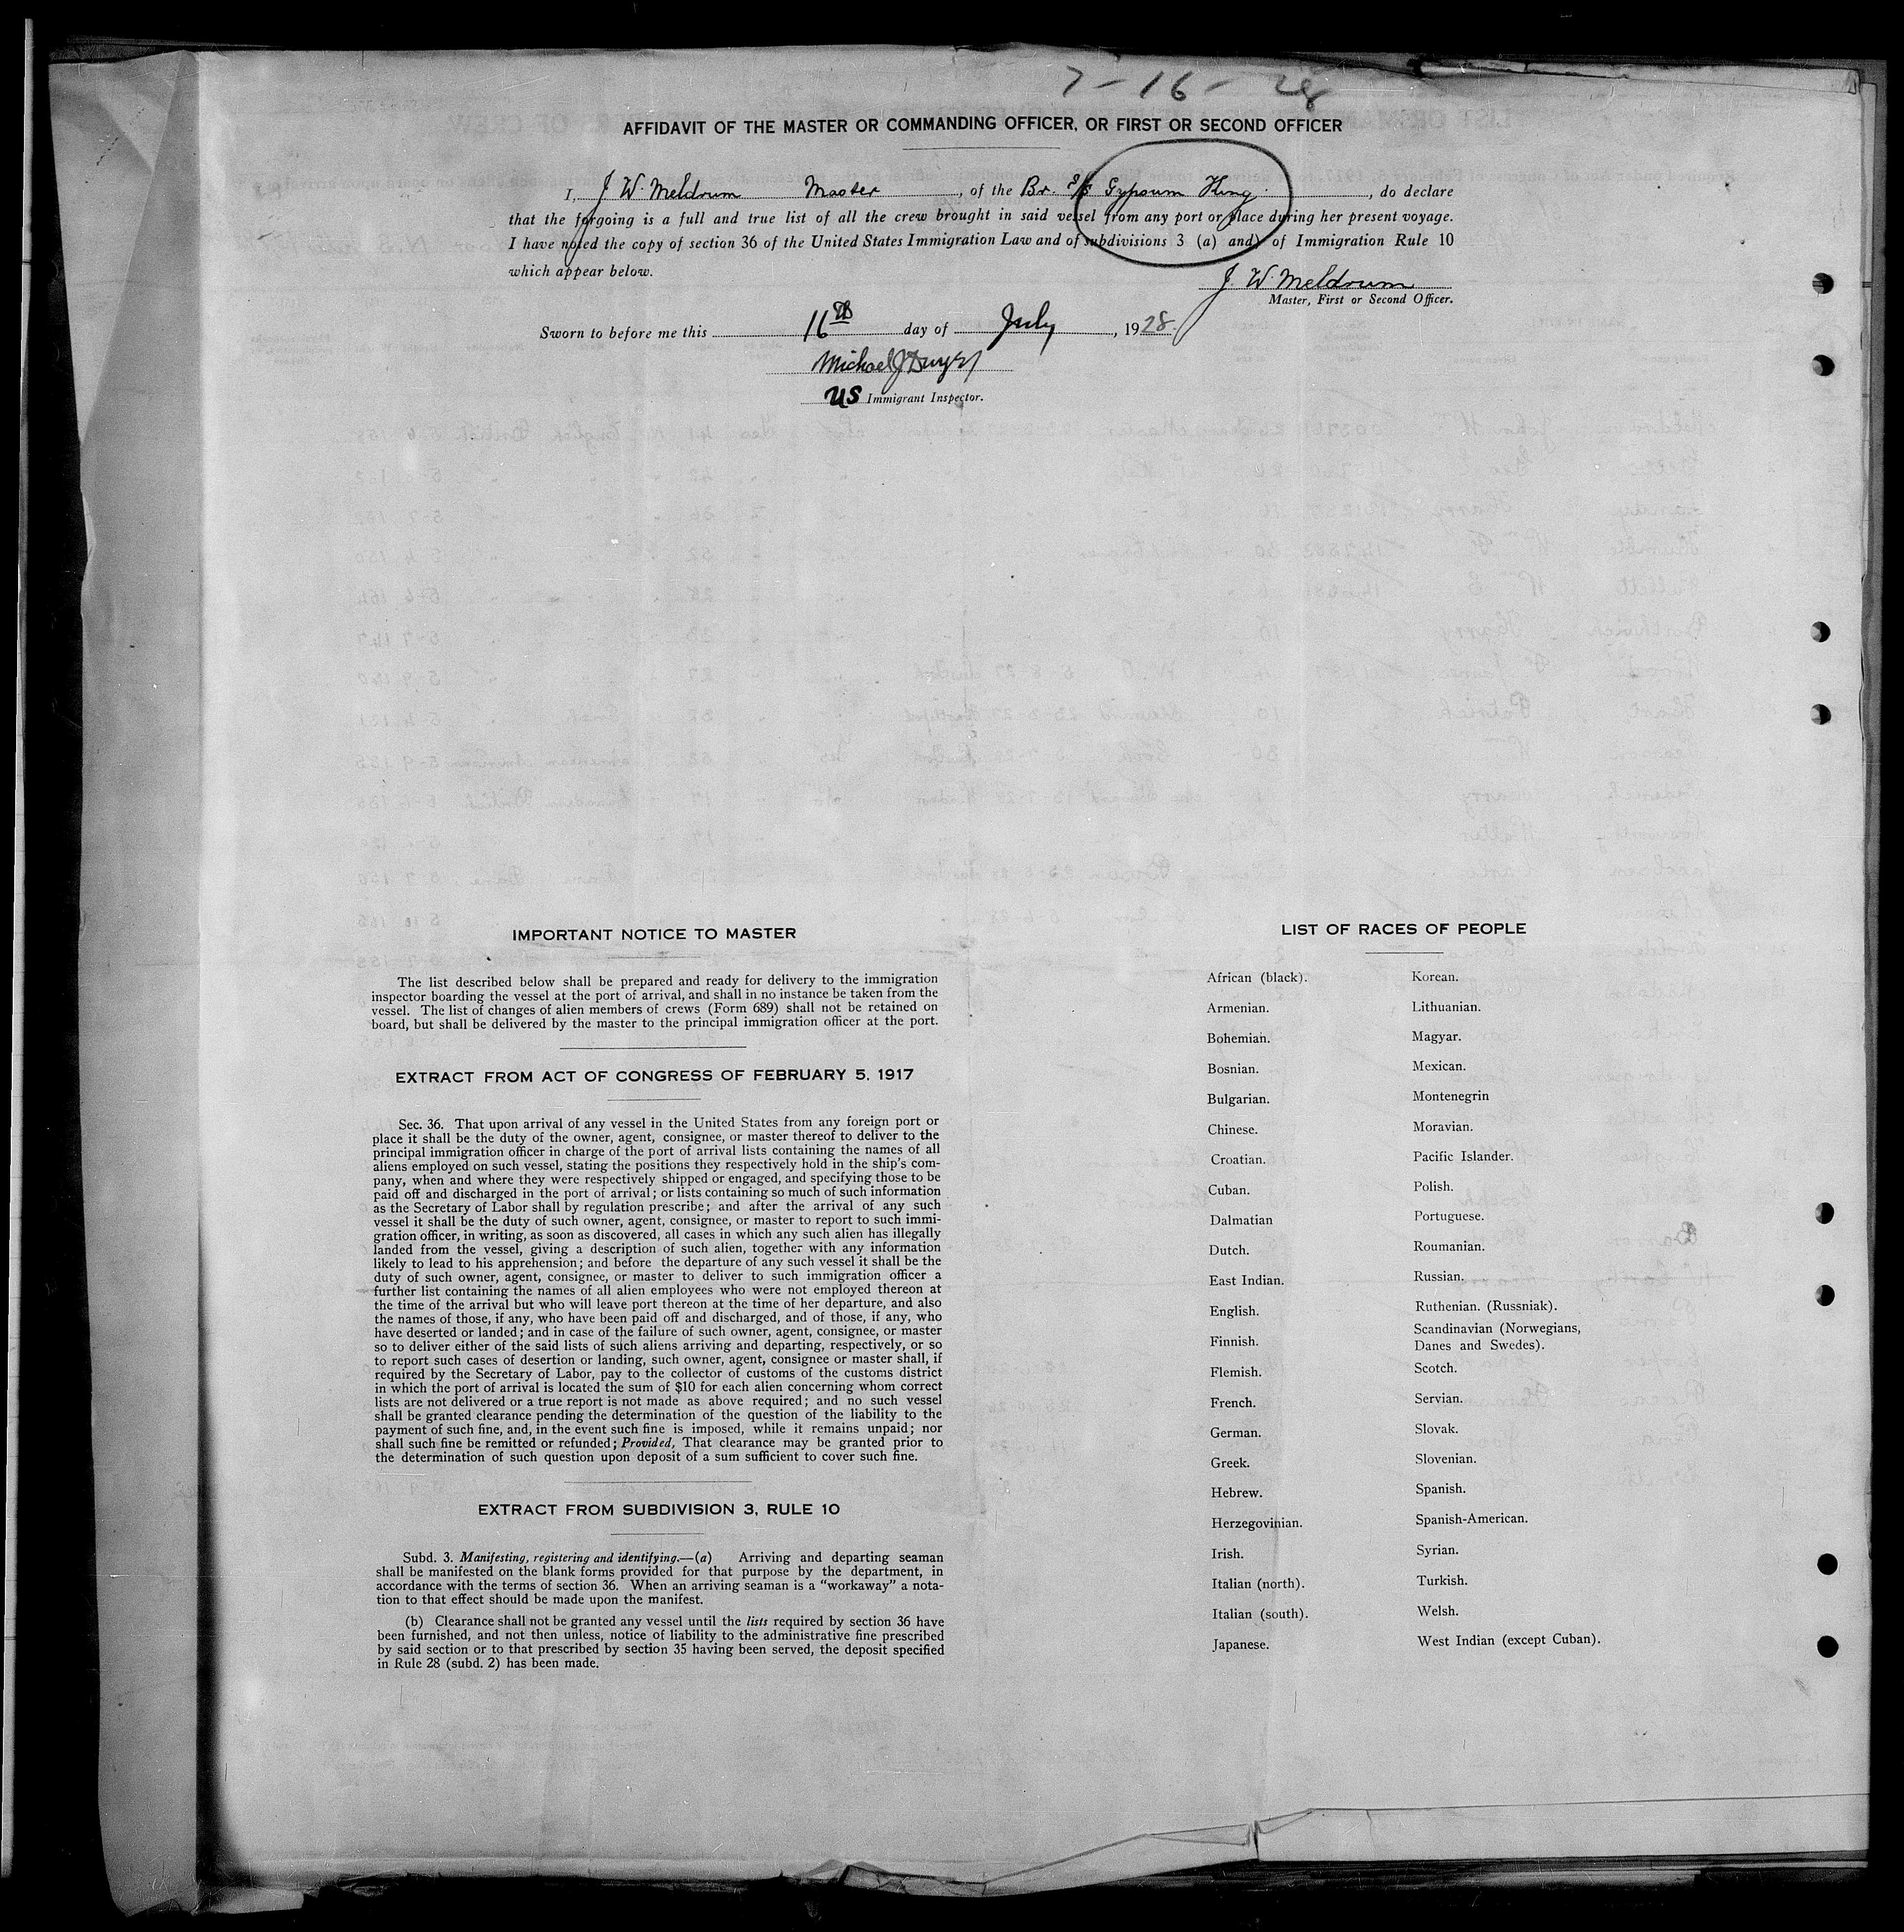 7-16-28
AFFIDAVIT OF THE MASTER OR COMMANDING OFFICER, OR FIRST OR SECOND OFFICER
I, J W. Meldrum Master, of the Br. S/S Gypsum King, do declare
that the forgoing is a full and true list of all the crew brought in said vessel from any port or place during her present voyage.
I have noted the copy of section 36 of the United States Immigration Law and of subdivisions 3 (a) and) of Immigration Rule 10
which appear below.
J. W. Meldrum
Master, First or Second Officer.
Sworn to before me this 16th day of July, 1928.
Michael J
US Immigrant Inspector.
IMPORTANT NOTICE TO MASTER
The list described below shall be prepared and ready for delivery to the immigration
inspector boarding the vessel at the port of arrival, and shall in no instance be taken from the
vessel. The list of changes of alien members of crews (Form 689) shall not be retained on
board, but shall be delivered by the master to the principal immigration officer at the port.
EXTRACT FROM ACT OF CONGRESS OF FEBRUARY 5, 1917
Sec. 36. That upon arrival of any vessel in the United States from any foreign port or
place it shall be the duty of the owner, agent, consignee, or master thereof to deliver to the
principal immigration officer in charge of the port of arrival lists containing the names of all
aliens employed on such vessel, stating the positions they respectively hold in the ship's com-
pany, when and where they were respectively shipped or engaged, and specifying those to be
paid off and discharged in the port of arrival; or lists containing so much of such information
as the Secretary of Labor shall by regulation prescribe; and after the arrival of any such
vessel it shall be the duty of such owner, agent, consignee, or master to report to such immi-
gration officer, in writing, as soon as discovered, all cases in which any such alien has illegally
landed from the vessel, giving a description of such alien, together with any information
likely to lead to his apprehension; and before the departure of any such vessel it shall be the
duty of such owner, agent, consignee, or master to deliver to such immigration officer a
further list containing the names of all alien employees who were not employed thereon at
the time of the arrival but who will leave port thereon at the time of her departure, and also
the names of those, if any, who have been paid off and discharged, and of those, if any, who
have deserted or landed; and in case of the failure of such owner, agent, consignee, or master
so to deliver either of the said lists of such aliens arriving and departing, respectively, or so
to report such cases of desertion or landing, such owner, agent, consignee or master shall, if
required by the Secretary of Labor, pay to the collector of customs of the customs district
in which the port of arrival is located the sum of $10 for each alien concerning whom correct
lists are not delivered or a true report is not made as above required; and no such vessel
shall be granted clearance pending the determination of the question of the liability to the
payment of such fine, and, in the event such fine is imposed, while it remains unpaid; nor
shall such fine be remitted or refunded; Provided, That clearance may be granted prior to
the determination of such question upon deposit of a sum sufficient to cover such fine.
EXTRACT FROM SUBDIVISION 3, RULE 10
Subd. 3. Manifesting, registering and identifying.—(a) Arriving and departing seaman
shall be manifested on the blank forms provided for that purpose by the department, in
accordance with the terms of section 36. When an arriving seaman is a "workaway" a nota-
tion to that effect should be made upon the manifest.
(b) Clearance shall not be granted any vessel until the lists required by section 36 have
been furnished, and not then unless, notice of liability to the administrative fine prescribed
by said section or to that prescribed by section 35 having been served, the deposit specified
in Rule 28 (subd. 2) has been made.
LIST OF RACES OF PEOPLE
African (black).
Armenian.
Bohemian.
Bosnian.
Bulgarian.
Chinese.
Croatian.
Cuban.
Dalmatian
Dutch.
East Indian.
English.
Finnish.
Flemish.
French.
German.
Greek.
Hebrew.
Herzegovinian.
Irish.
Italian (north).
Italian (south).
Japanese.
Korean.
Lithuanian.
Magyar.
Mexican.
Montenegrin
Moravian.
Pacific Islander.
Polish.
Portuguese.
Roumanian.
Russian.
Ruthenian. (Russniak).
Scandinavian (Norwegians,
Danes and Swedes).
Scotch.
Servian.
Slovak.
Slovenian.
Spanish.
Spanish-American.
Syrian.
Turkish.
Welsh.
West Indian (except Cuban).